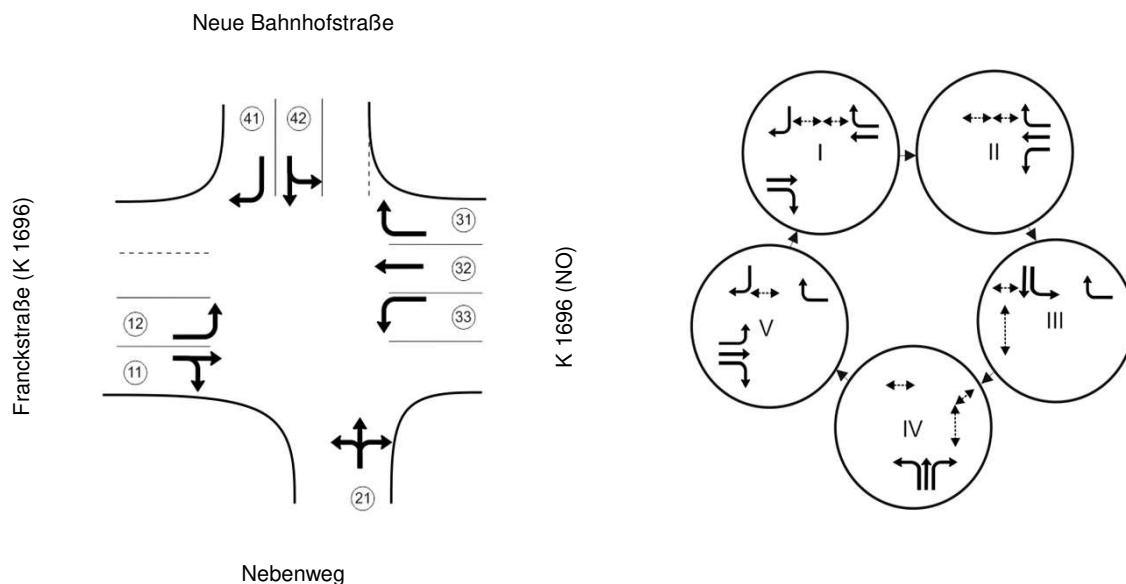 Neue Bahnhofstraße
41
42
31
32
33
12
11
21
Franckstraße (K 1696)
K 1696 (NO)
Nebenweg
I
II
III
IV
V